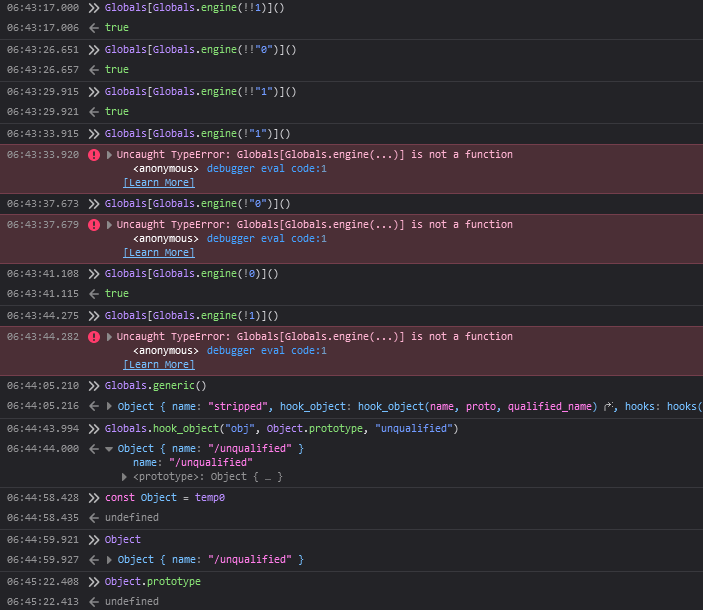 06:43:17.000 » Globals[Globals.engine(!!1)]()
06:43:17.006 ← true
06:43:26.651 » Globals[Globals.engine(!!"0")]()
06:43:26.657 ← true
06:43:29.915 » Globals[Globals.engine(!!"1")]()
06:43:29.921 ← true
06:43:33.915 » Globals[Globals.engine(!"1")]()
06:43:33.920 ! ▶ Uncaught TypeError: Globals[Globals.engine(...)] is not a function
<anonymous> debugger eval code:1
[Learn More]
06:43:37.673 » Globals[Globals.engine(!"0")]()
06:43:37.679 ! ▶ Uncaught TypeError: Globals[Globals.engine(...)] is not a function
<anonymous> debugger eval code:1
[Learn More]
06:43:41.108 » Globals[Globals.engine(!0)]()
06:43:41.115 ← true
06:43:44.275 » Globals[Globals.engine(!1)]()
06:43:44.282 ! ▶ Uncaught TypeError: Globals[Globals.engine(...)] is not a function
<anonymous> debugger eval code:1
[Learn More]
06:44:05.210 » Globals.generic()
06:44:05.216 ← ▶ Object { name: "stripped", hook_object: hook_object(name, proto, qualified_name) ↱, hooks: hooks(
06:44:43.994 » Globals.hook_object("obj", Object.prototype, "unqualified")
06:44:44.000 ← ▼ Object { name: "/unqualified" }
name: "/unqualified"
▶ <prototype>: Object { … }
06:44:58.428 » const Object = temp0
06:44:58.435 ← undefined
06:44:59.921 » Object
06:44:59.927 ← ▶ Object { name: "/unqualified" }
06:45:22.408 » Object.prototype
06:45:22.413 ← undefined